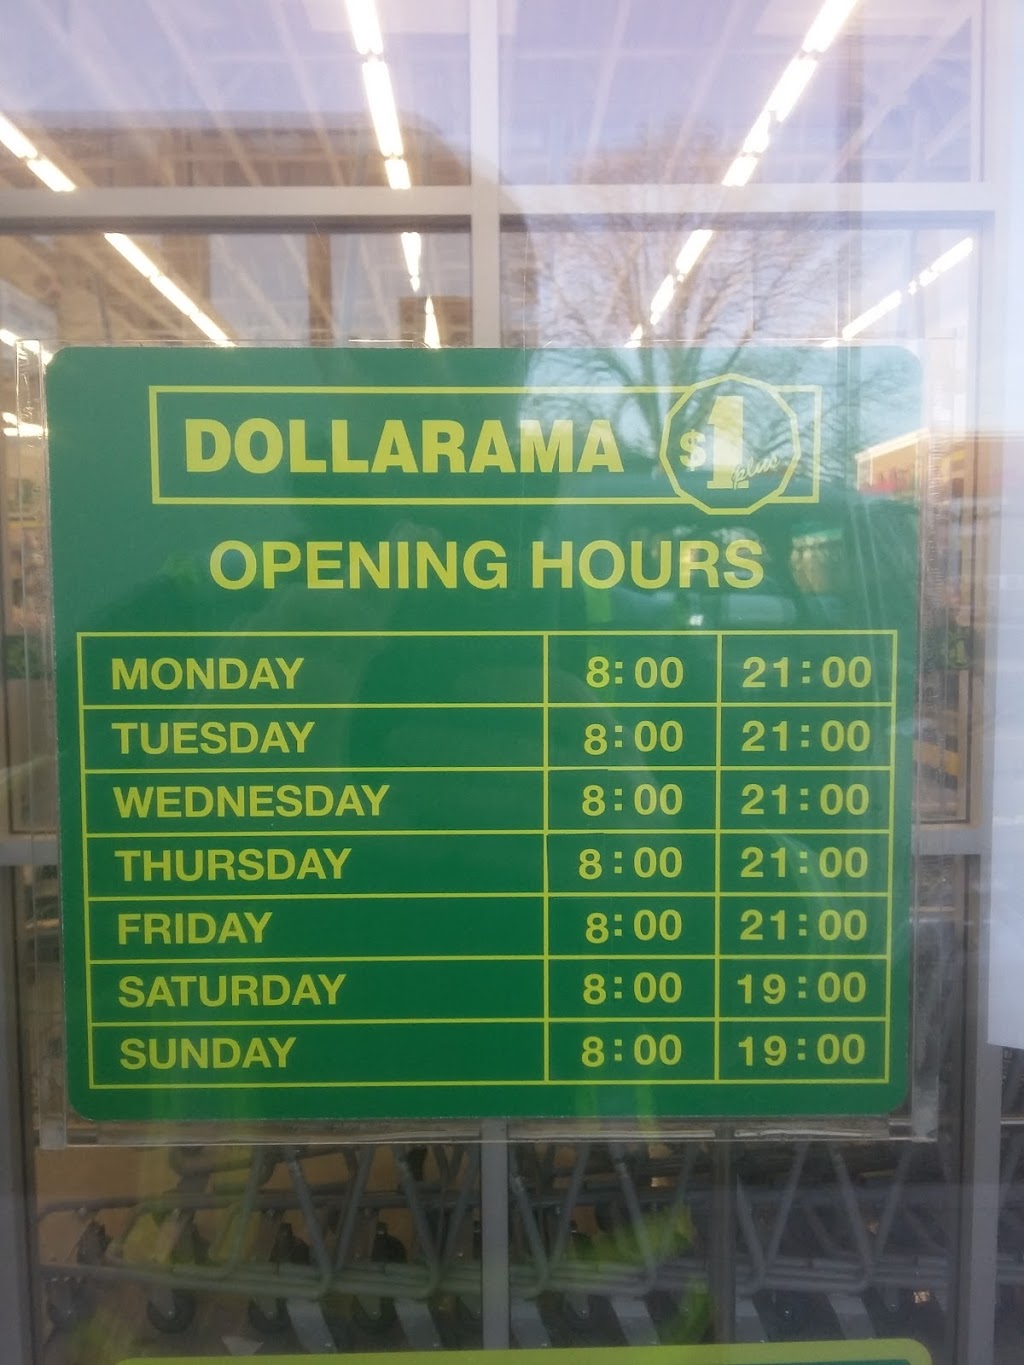 DOLLARAMA $1 plus
OPENING HOURS
MONDAY 8:00 21:00
TUESDAY 8:00 21:00
WEDNESDAY 8:00 21:00
THURSDAY 8:00 21:00
FRIDAY 8:00 21:00
SATURDAY 8:00 19:00
SUNDAY 8:00 19:00